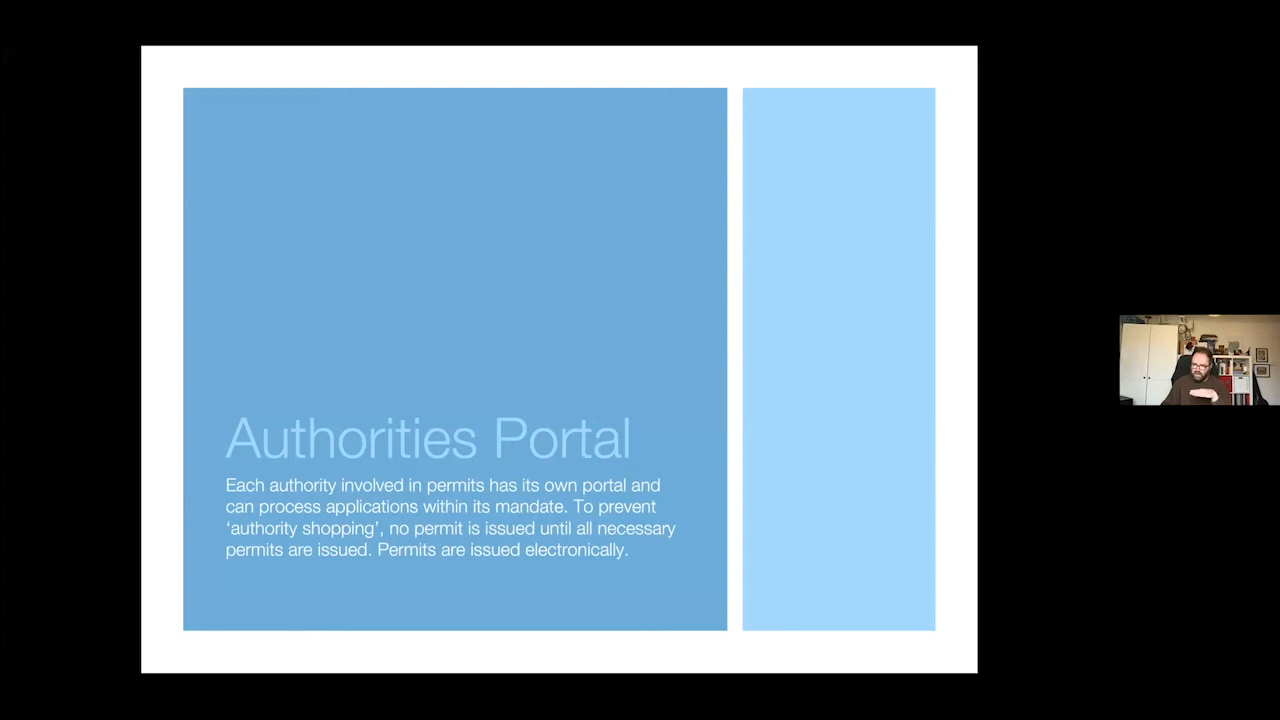 Authorities Portal
Each authority involved in permits has its own portal and
can process applications within its mandate. To prevent
‘authority shopping’, no permit is issued until all necessary
permits are issued. Permits are issued electronically.